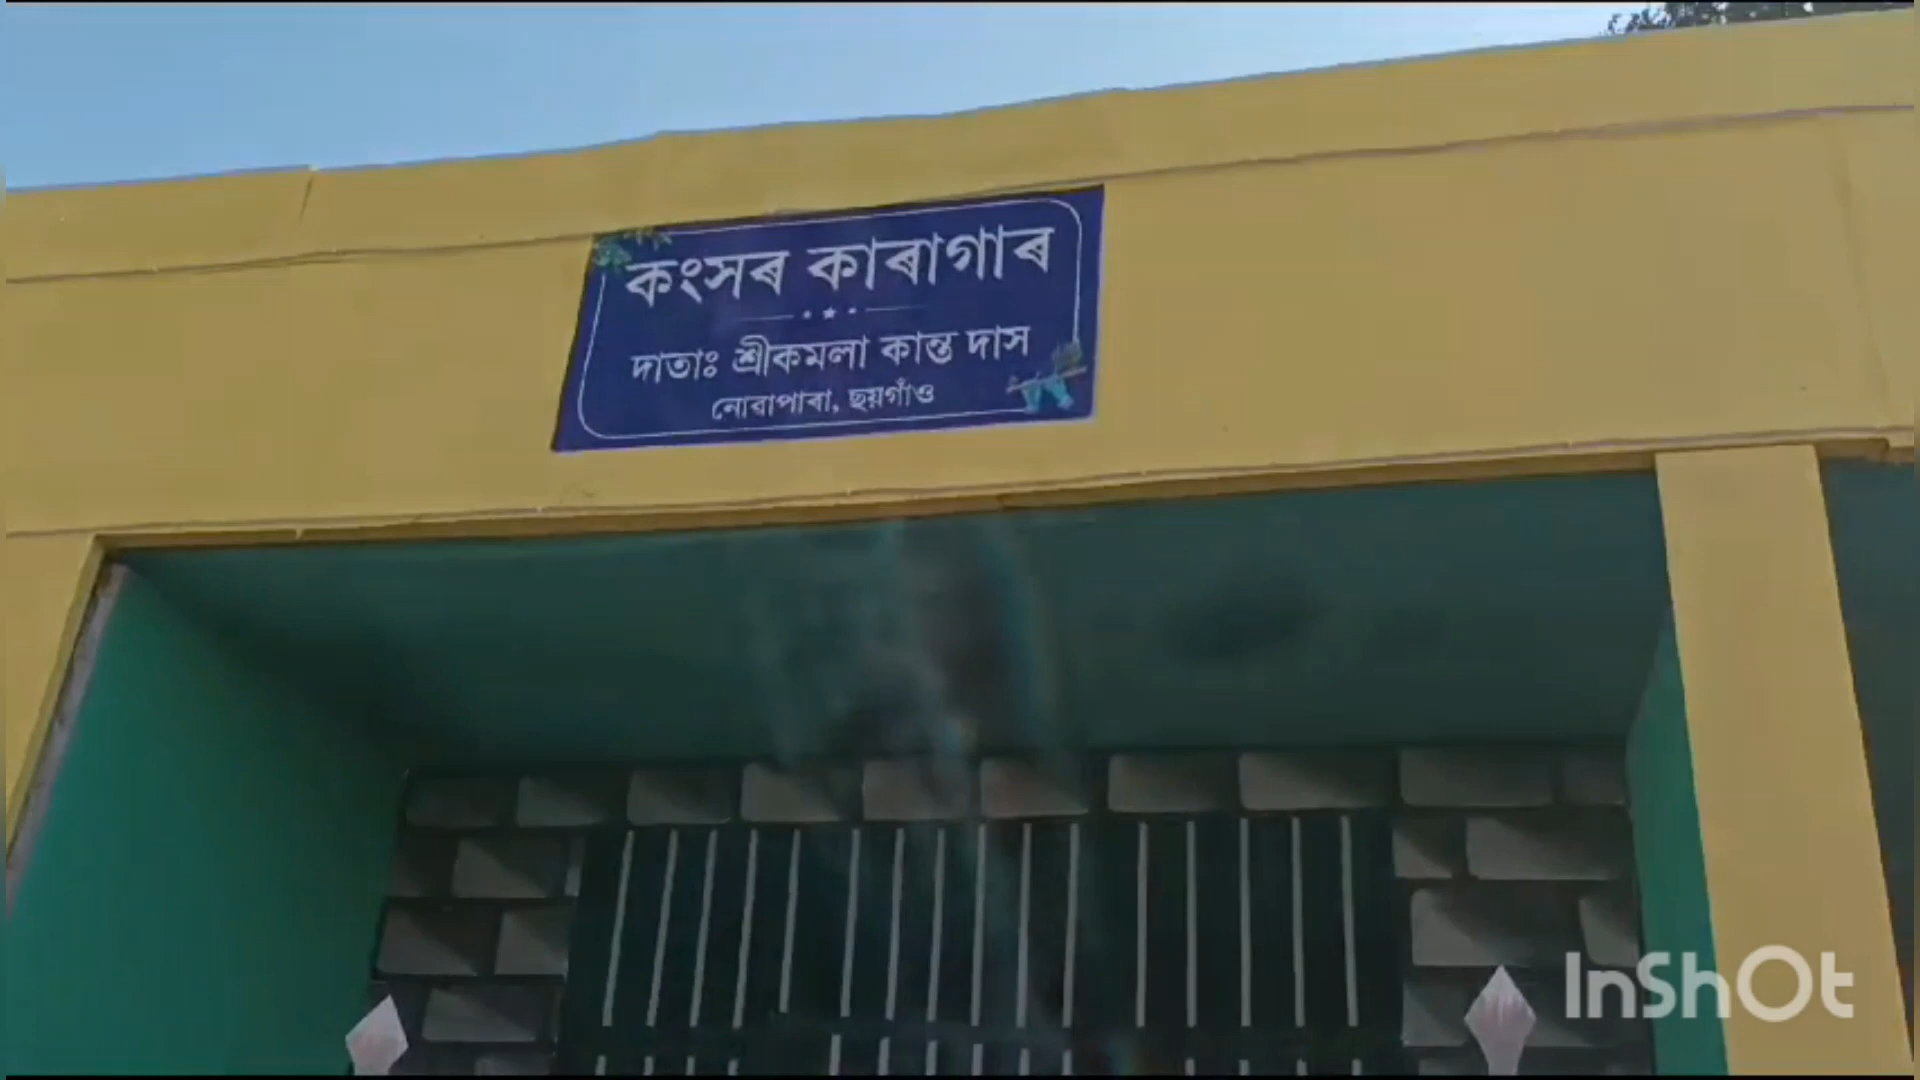 কংসৰ কাৰাগাৰ
দাতাঃ শ্ৰীকমলা কান্ত দাস
নোৱাপাৰা, ছয়গাঁও
InShOt